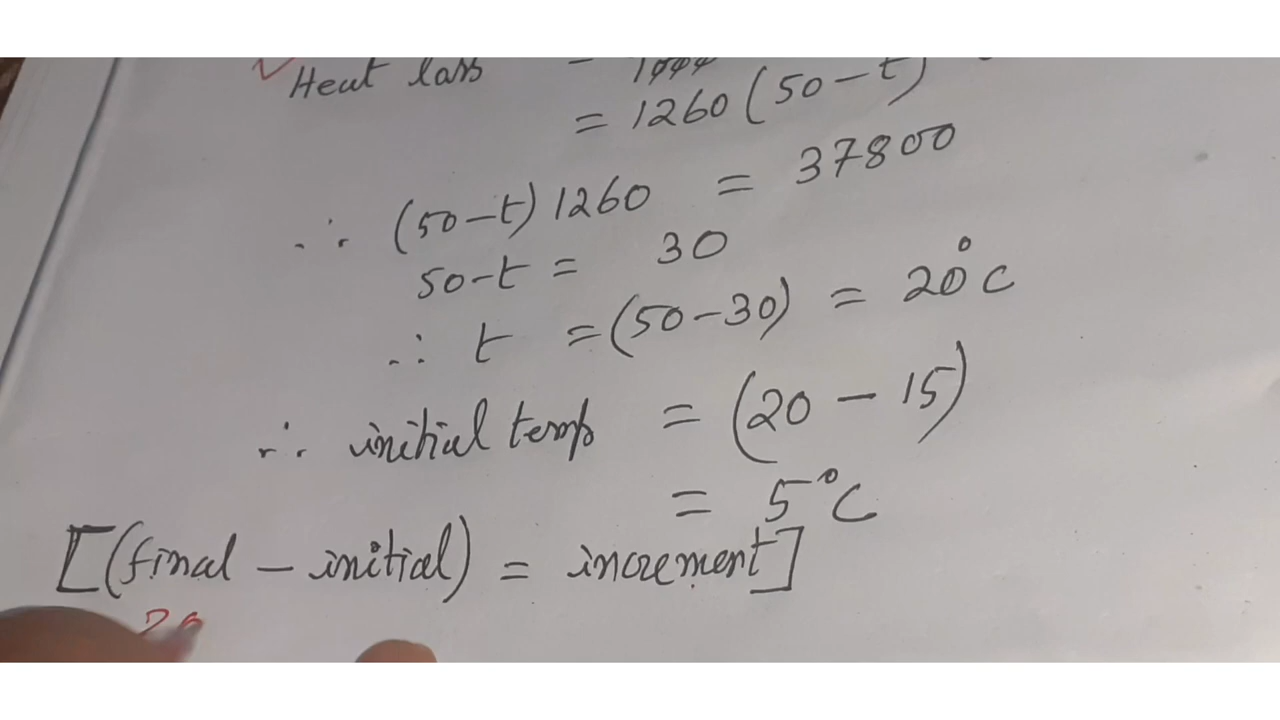 Heat lass =
= 1260 (50-t)
∴ (50-t) 1260 = 37800
50-t = 30
∴ t = (50-30) = 20°C
∴ initial temp = (20 - 15)
= 5°C
[(final - initial) = increment]
20